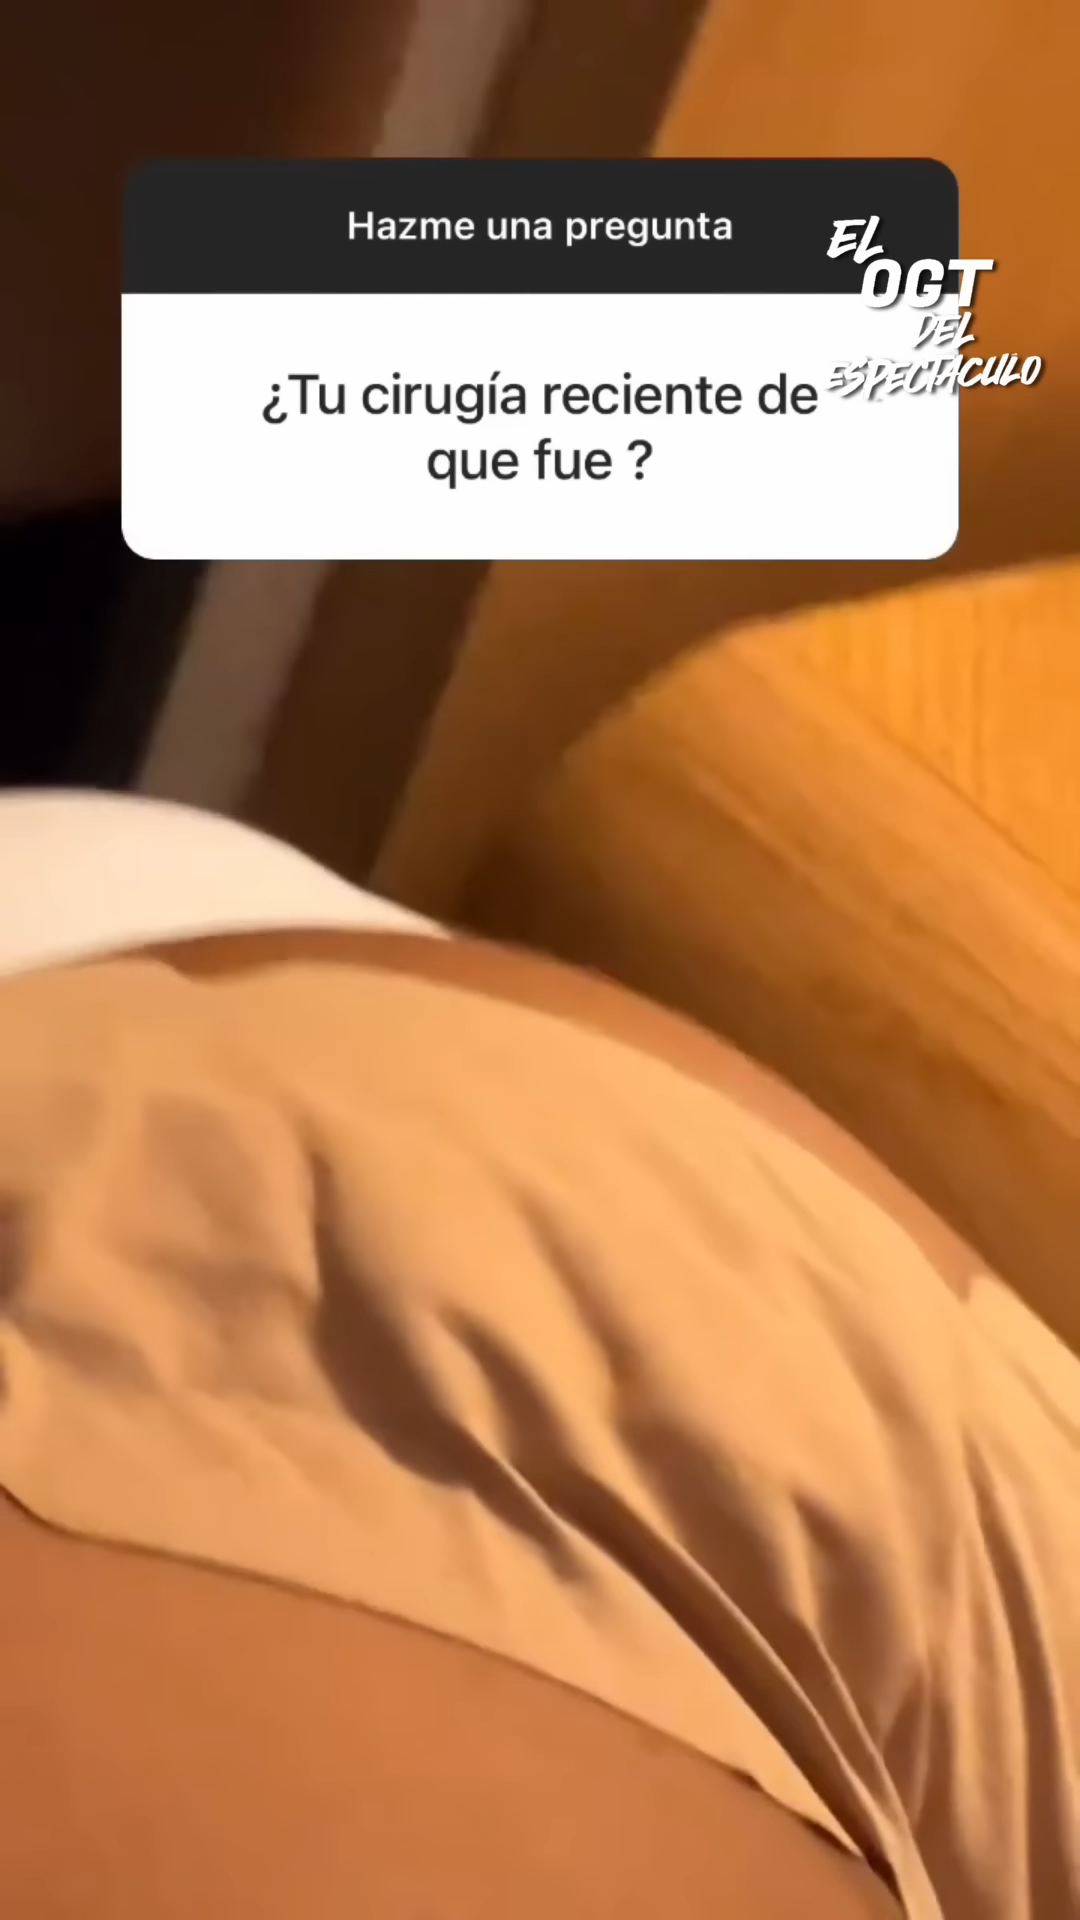 Hazme una pregunta
EL
OGT
DEL
ESPECTACULO
¿Tu cirugía reciente de
que fue ?